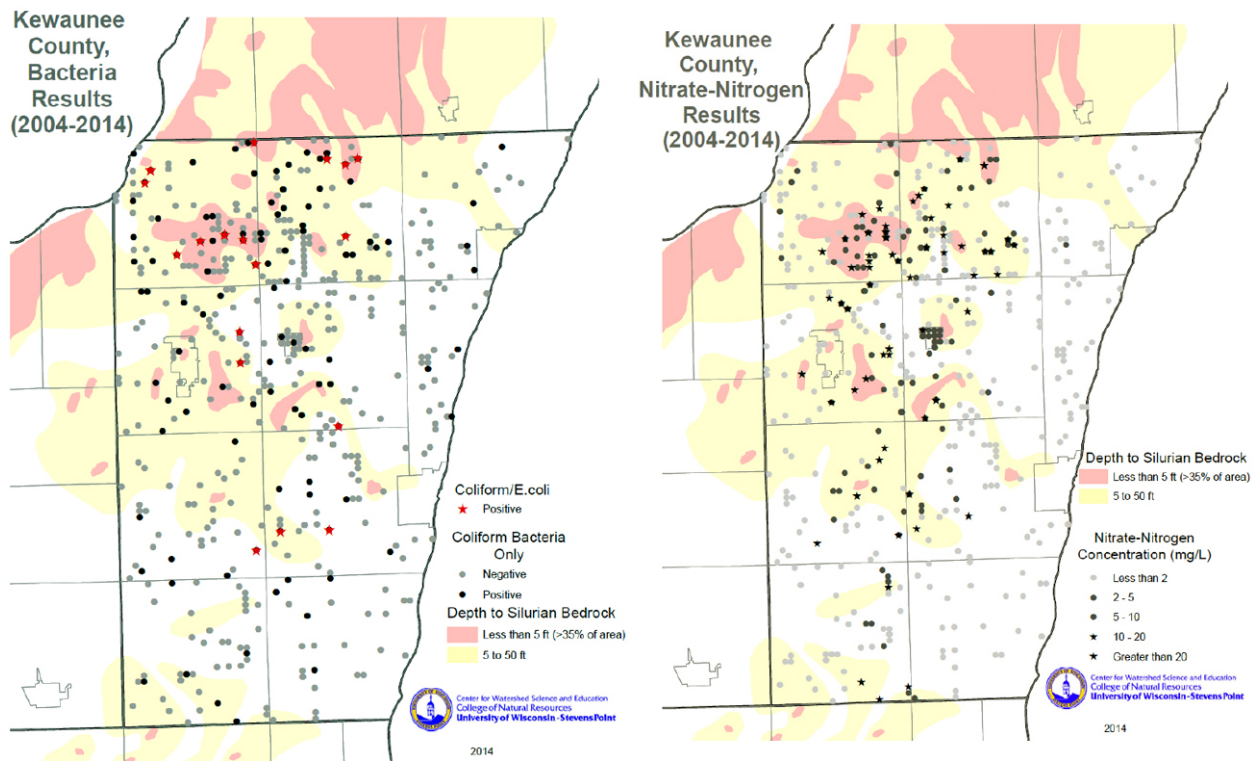 Kewaunee
County,
Bacteria
Results
(2004-2014)
Coliform/E.coli
Positive
Coliform Bacteria
Only
Negative
Positive
Depth to Silurian Bedrock
Less than 5 ft (>35% of area)
5 to 50 ft
Center for Watershed Science and Education
College of Natural Resources
University of Wisconsin - Stevens Point
2014
Kewaunee
County,
Nitrate-Nitrogen
Results
(2004-2014)
Depth to Silurian Bedrock
Less than 5 ft (>35% of area)
5 to 50 ft
Nitrate-Nitrogen
Concentration (mg/L)
Less than 2
2 - 5
5 - 10
10 - 20
Greater than 20
Center for Watershed Science and Education
College of Natural Resources
University of Wisconsin - Stevens Point
2014